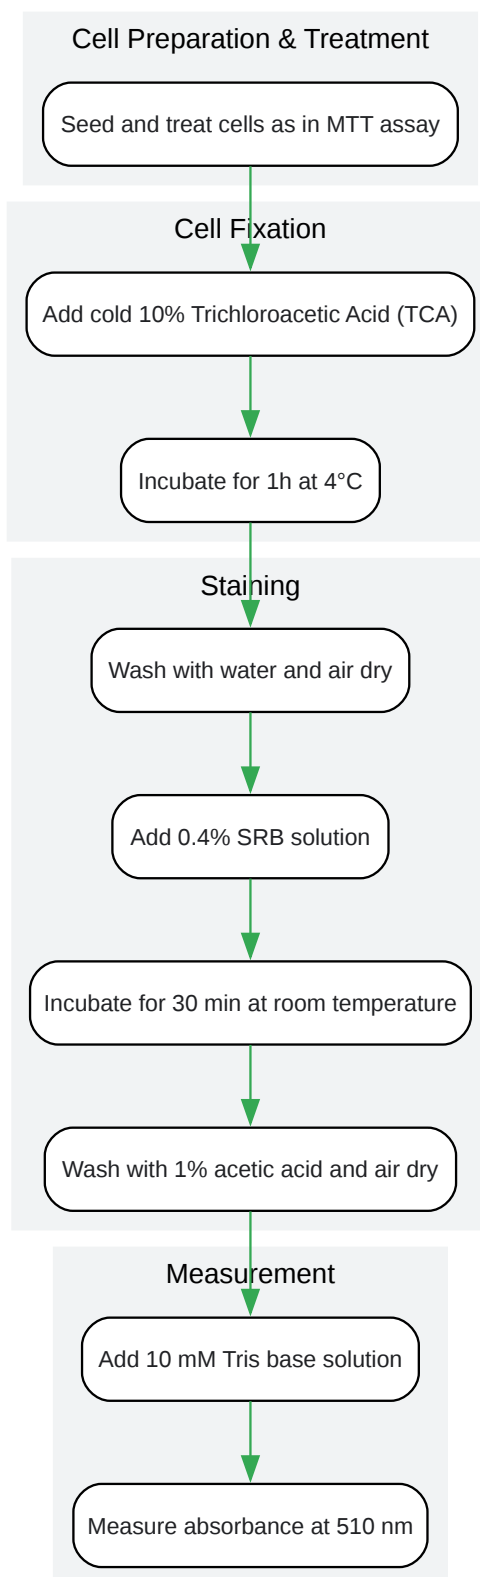 Cell Preparation & Treatment
Seed and treat cells as in MTT assay
Cell Fixation
Add cold 10% Trichloroacetic Acid (TCA)
Incubate for 1h at 4°C
Staining
Wash with water and air dry
Add 0.4% SRB solution
Incubate for 30 min at room temperature
Wash with 1% acetic acid and air dry
Measurement
Add 10 mM Tris base solution
Measure absorbance at 510 nm